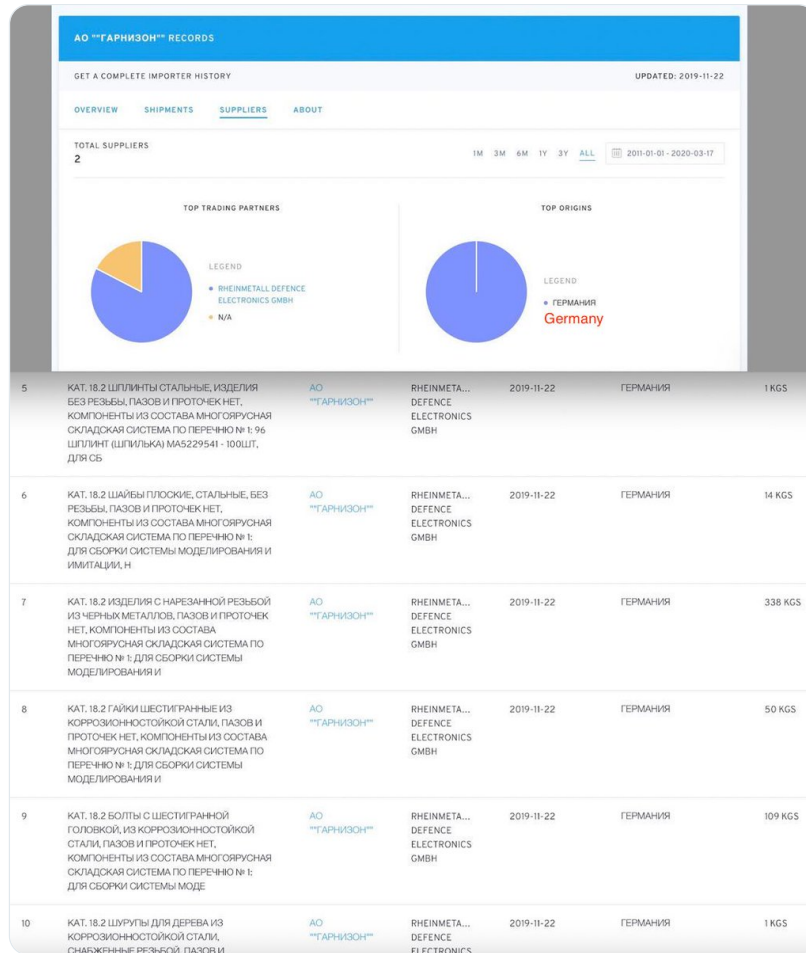 АО ""ГАРНИЗОН"" RECORDS
GET A COMPLETE IMPORTER HISTORY
UPDATED: 2019-11-22
OVERVIEW SHIPMENTS SUPPLIERS ABOUT
TOTAL SUPPLIERS
2
1M 3M 6M 1Y 3Y ALL 2011-01-01 - 2020-03-17
TOP TRADING PARTNERS
LEGEND
RHEINMETALL DEFENCE
ELECTRONICS GMBH
N/A
TOP ORIGINS
LEGEND
ГЕРМАНИЯ
Germany
5
КАТ. 18.2 ШПЛИНТЫ СТАЛЬНЫЕ, ИЗДЕЛИЯ
БЕЗ РЕЗЬБЫ, ПАЗОВ И ПРОТОЧЕК НЕТ,
КОМПОНЕНТЫ ИЗ СОСТАВА МНОГОЯРУСНАЯ
СКЛАДСКАЯ СИСТЕМА ПО ПЕРЕЧНЮ № 1: 96
ШПЛИНТ (ШПИЛЬКА) MA5229541 - 100ШТ,
ДЛЯ СБ
АО
""ГАРНИЗОН""
RHEINMETA...
DEFENCE
ELECTRONICS
GMBH
2019-11-22
ГЕРМАНИЯ
1 KGS
6
КАТ. 18.2 ШАЙБЫ ПЛОСКИЕ, СТАЛЬНЫЕ, БЕЗ
РЕЗЬБЫ, ПАЗОВ И ПРОТОЧЕК НЕТ,
КОМПОНЕНТЫ ИЗ СОСТАВА МНОГОЯРУСНАЯ
СКЛАДСКАЯ СИСТЕМА ПО ПЕРЕЧНЮ № 1:
ДЛЯ СБОРКИ СИСТЕМЫ МОДЕЛИРОВАНИЯ И
ИМИТАЦИИ, Н
АО
""ГАРНИЗОН""
RHEINMETA...
DEFENCE
ELECTRONICS
GMBH
2019-11-22
ГЕРМАНИЯ
14 KGS
7
КАТ. 18.2 ИЗДЕЛИЯ С НАРЕЗАННОЙ РЕЗЬБОЙ
ИЗ ЧЕРНЫХ МЕТАЛЛОВ, ПАЗОВ И ПРОТОЧЕК
НЕТ, КОМПОНЕНТЫ ИЗ СОСТАВА
МНОГОЯРУСНАЯ СКЛАДСКАЯ СИСТЕМА ПО
ПЕРЕЧНЮ № 1: ДЛЯ СБОРКИ СИСТЕМЫ
МОДЕЛИРОВАНИЯ И
АО
""ГАРНИЗОН""
RHEINMETA...
DEFENCE
ELECTRONICS
GMBH
2019-11-22
ГЕРМАНИЯ
338 KGS
8
КАТ. 18.2 ГАЙКИ ШЕСТИГРАННЫЕ ИЗ
КОРРОЗИОННОСТОЙКОЙ СТАЛИ, ПАЗОВ И
ПРОТОЧЕК НЕТ, КОМПОНЕНТЫ ИЗ СОСТАВА
МНОГОЯРУСНАЯ СКЛАДСКАЯ СИСТЕМА ПО
ПЕРЕЧНЮ № 1: ДЛЯ СБОРКИ СИСТЕМЫ
МОДЕЛИРОВАНИЯ И
АО
""ГАРНИЗОН""
RHEINMETA...
DEFENCE
ELECTRONICS
GMBH
2019-11-22
ГЕРМАНИЯ
50 KGS
9
КАТ. 18.2 БОЛТЫ С ШЕСТИГРАННОЙ
ГОЛОВКОЙ, ИЗ КОРРОЗИОННОСТОЙКОЙ
СТАЛИ, ПАЗОВ И ПРОТОЧЕК НЕТ,
КОМПОНЕНТЫ ИЗ СОСТАВА МНОГОЯРУСНАЯ
СКЛАДСКАЯ СИСТЕМА ПО ПЕРЕЧНЮ № 1:
ДЛЯ СБОРКИ СИСТЕМЫ МОДЕ
АО
""ГАРНИЗОН""
RHEINMETA...
DEFENCE
ELECTRONICS
GMBH
2019-11-22
ГЕРМАНИЯ
109 KGS
10
КАТ. 18.2 ШУРУПЫ ДЛЯ ДЕРЕВА ИЗ
КОРРОЗИОННОСТОЙКОЙ СТАЛИ,
СНАБЖЕННЫЕ РЕЗЬБОЙ, ПАЗОВ И
АО
""ГАРНИЗОН""
RHEINMETA...
DEFENCE
ELECTRONICS
2019-11-22
ГЕРМАНИЯ
1 KGS